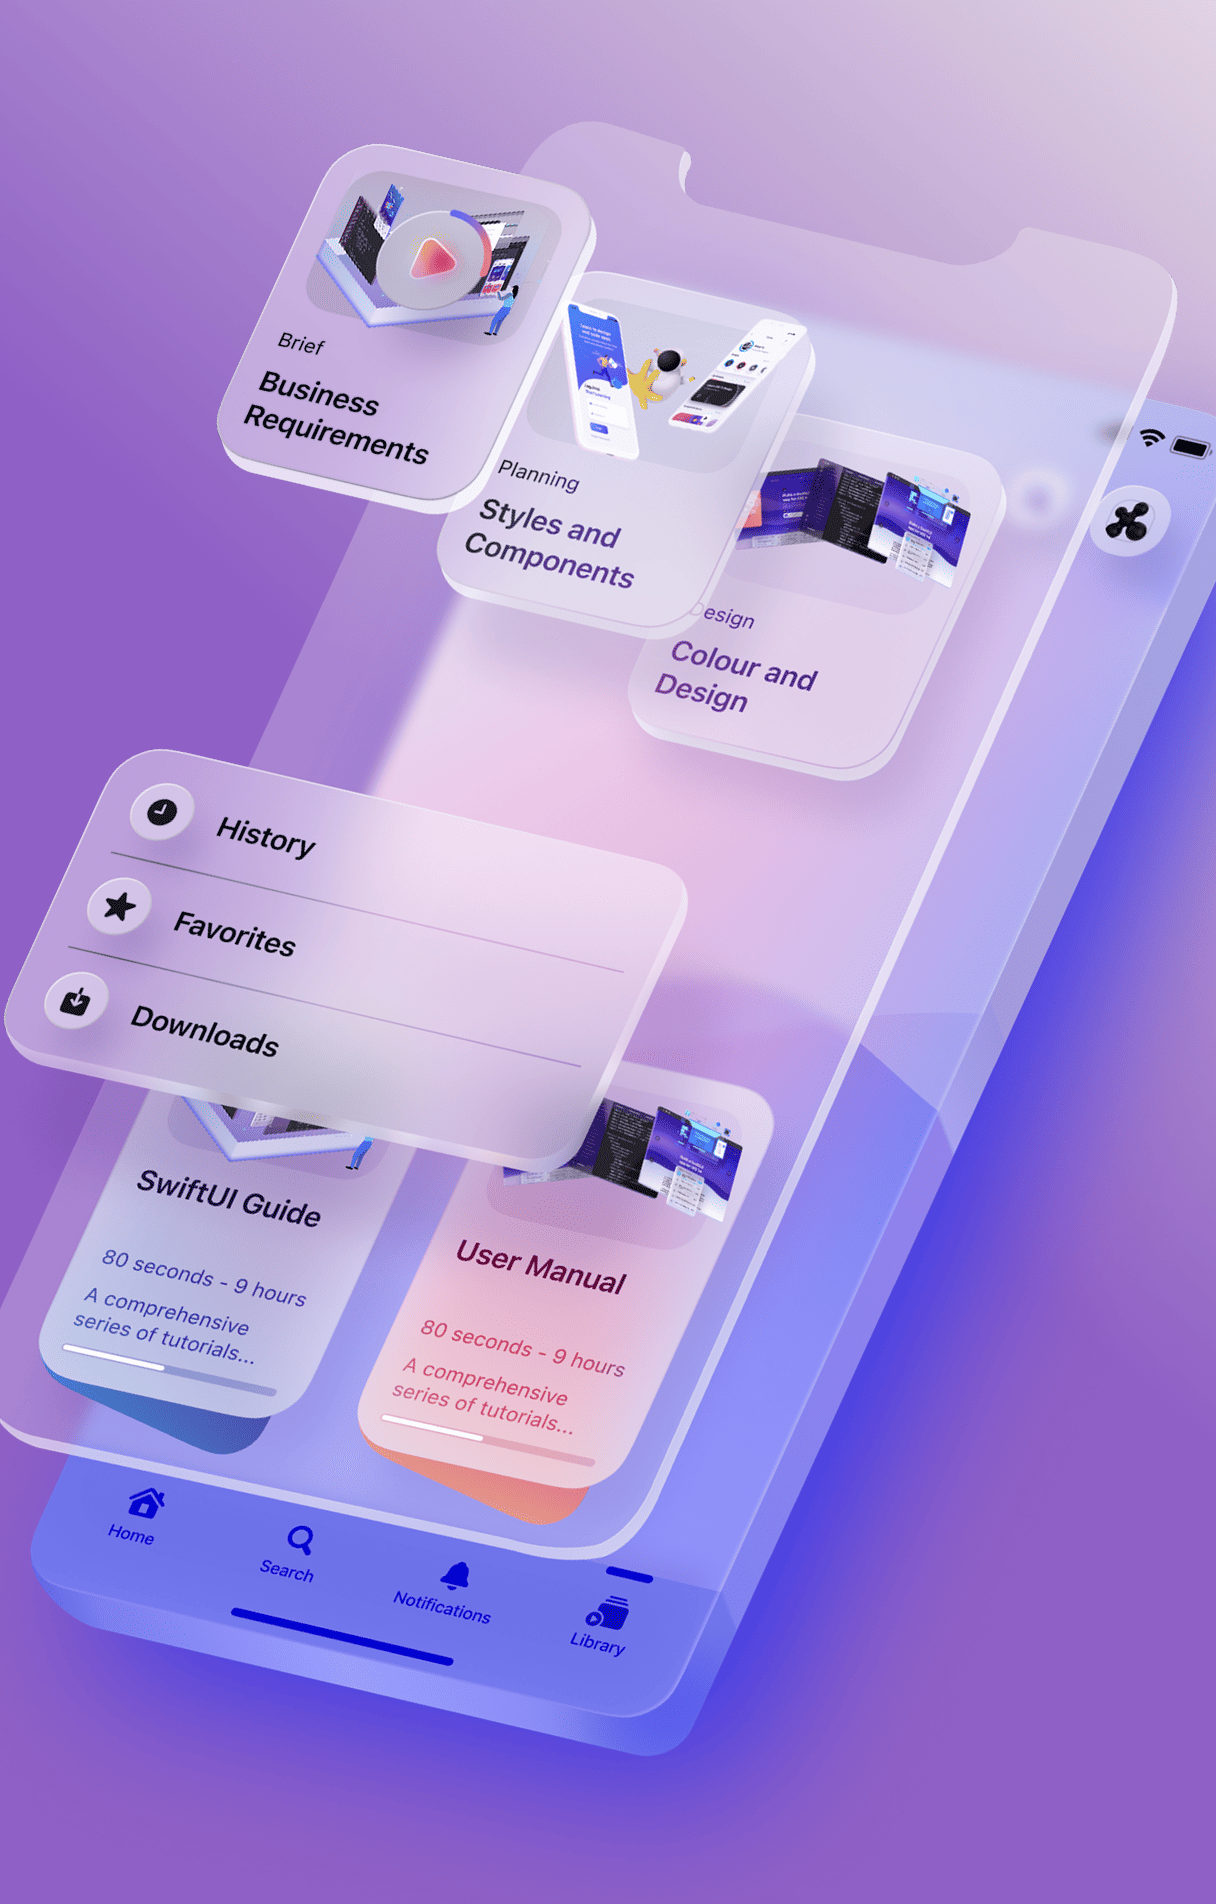 Brief
Business
Requirements
Planning
Styles and
Components
Design
Colour and
Design
History
Favorites
Downloads
SwiftUI Guide
80 seconds - 9 hours
A comprehensive
series of tutorials...
User Manual
80 seconds - 9 hours
A comprehensive
series of tutorials...
Home
Search
Notifications
Library